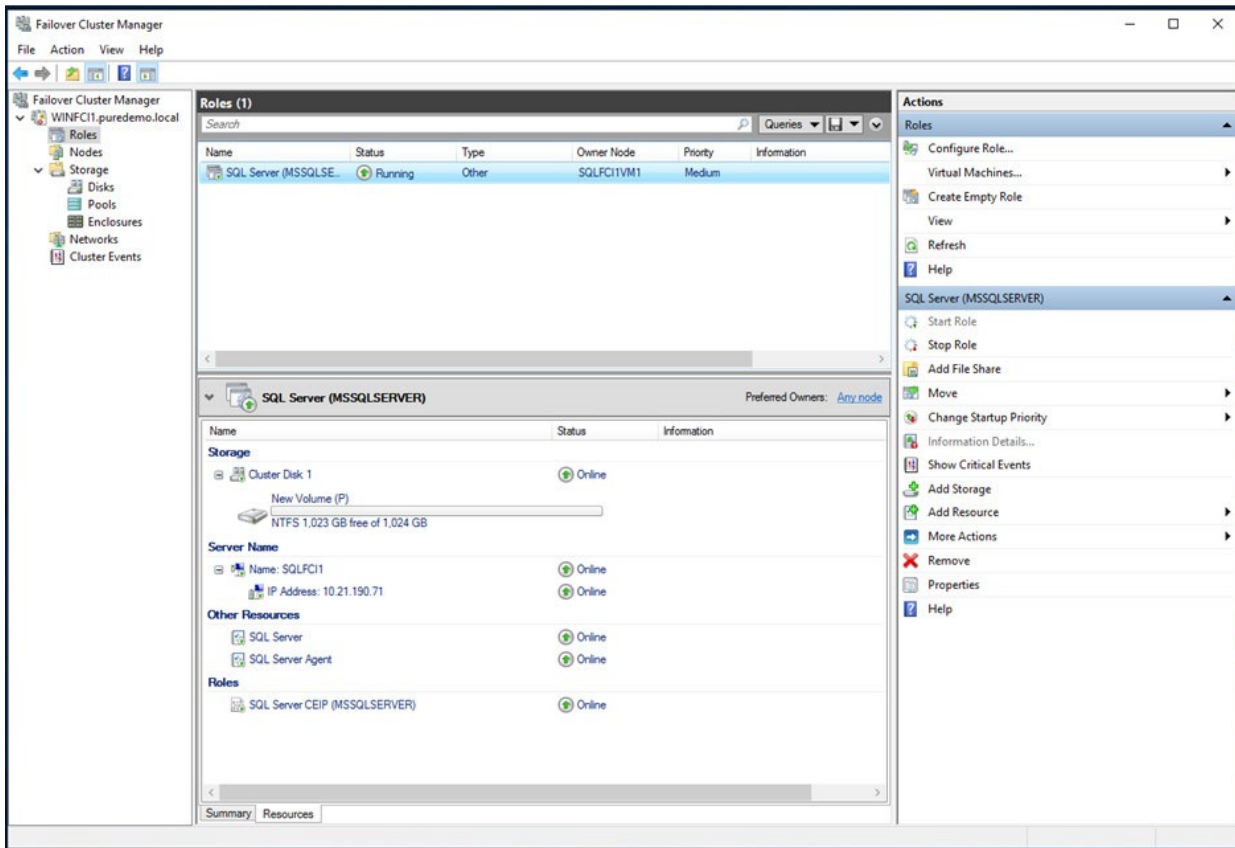 Failover Cluster Manager
File Action View Help
Failover Cluster Manager
WINFCI1.puredemo.local
Roles
Nodes
Storage
Disks
Pools
Enclosures
Networks
Cluster Events
Roles (1)
Search
Queries
Name Status Type Owner Node Priority Information
SQL Server (MSSQLSE... Running Other SQLFCI1VM1 Medium
SQL Server (MSSQLSERVER) Preferred Owners: Any node
Name Status Information
Storage
Cluster Disk 1 Online
New Volume (P)
NTFS 1,023 GB free of 1,024 GB
Server Name
Name: SQLFCI1 Online
IP Address: 10.21.190.71 Online
Other Resources
SQL Server Online
SQL Server Agent Online
Roles
SQL Server CEIP (MSSQLSERVER) Online
Summary Resources
Actions
Roles
Configure Role...
Virtual Machines...
Create Empty Role
View
Refresh
Help
SQL Server (MSSQLSERVER)
Start Role
Stop Role
Add File Share
Move
Change Startup Priority
Information Details...
Show Critical Events
Add Storage
Add Resource
More Actions
Remove
Properties
Help